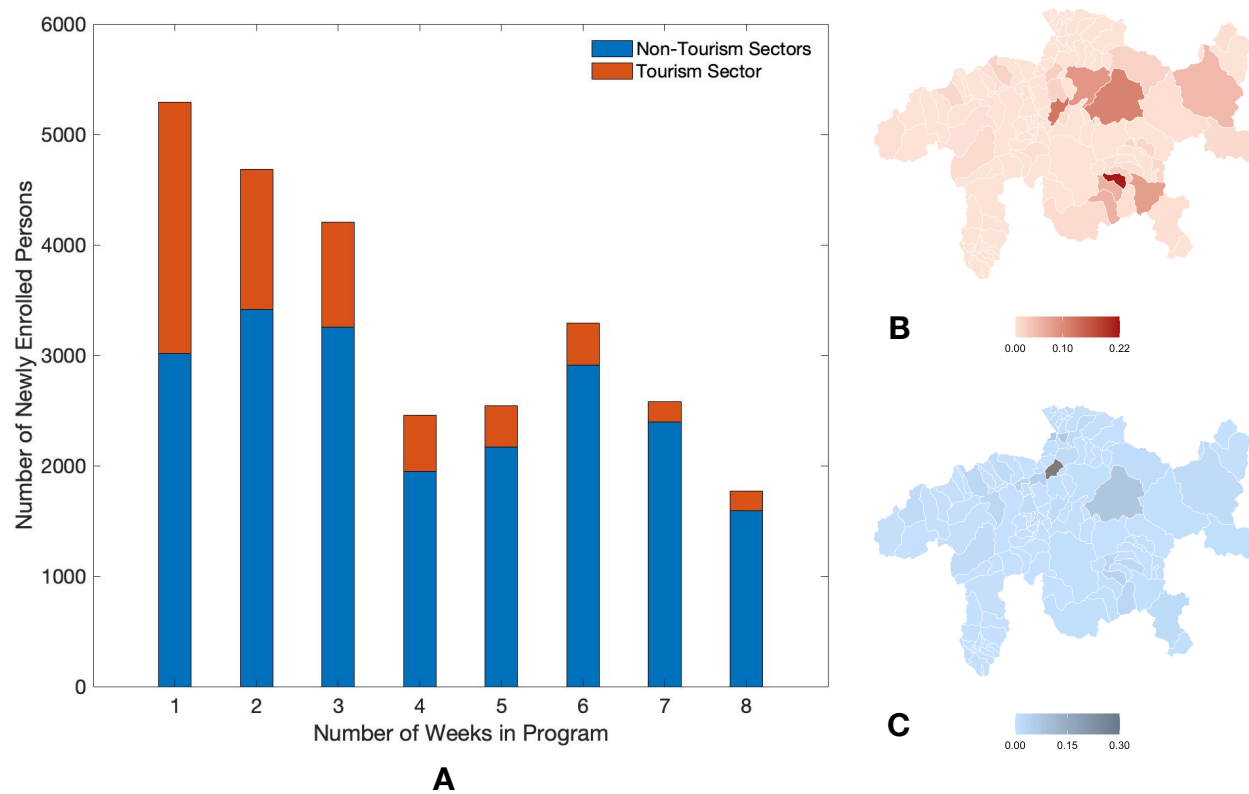 6000
5000
4000
3000
2000
1000
0
Number of Newly Enrolled Persons
Non-Tourism Sectors
Tourism Sector
1 2 3 4 5 6 7 8
Number of Weeks in Program
A
B
0.00 0.10 0.22
C
0.00 0.15 0.30